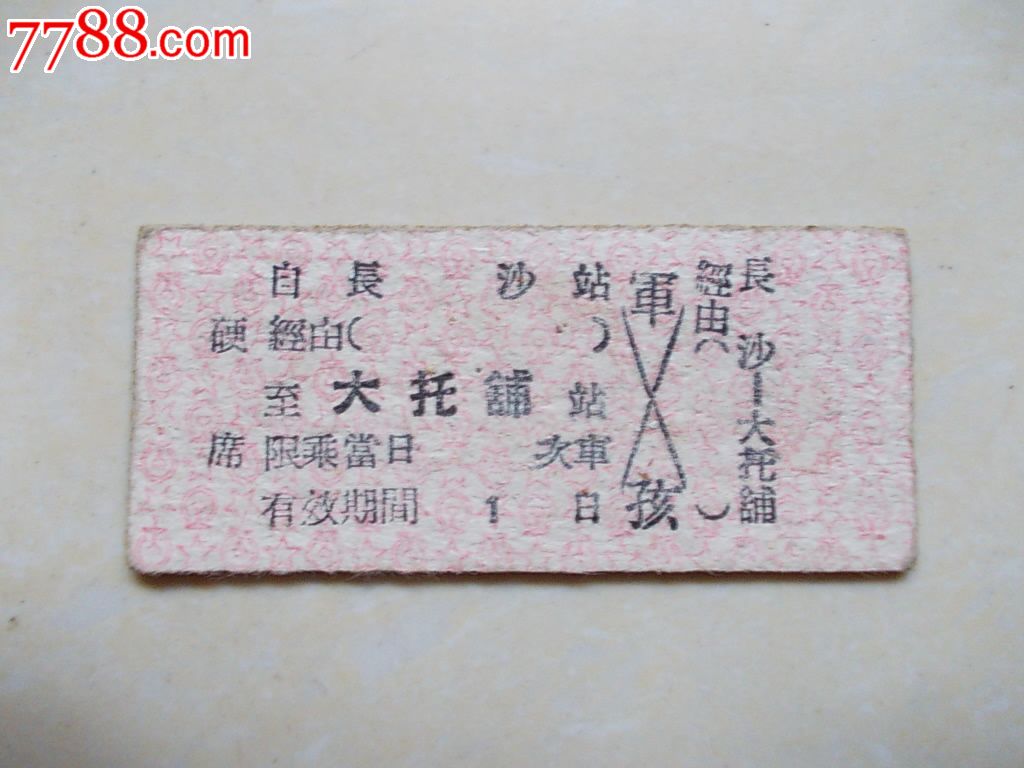 7788.com
自長沙站
硬 經由( )
至大托舖站
席 限乘當日 次車
有效期間 1 日
軍
孩
經由( )
長沙—大托舖